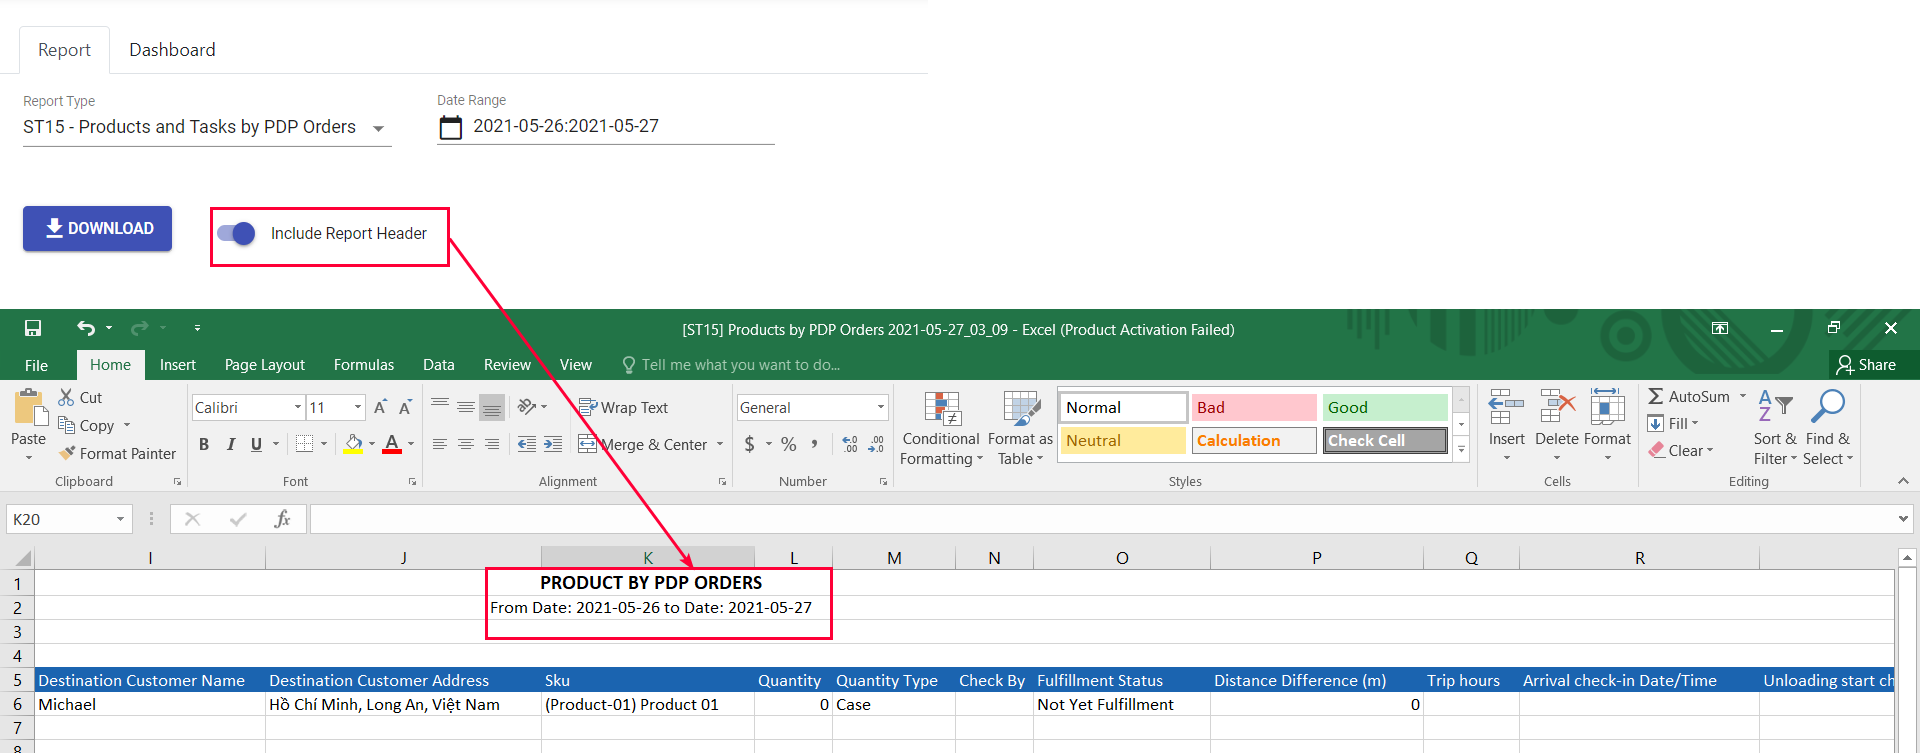 Report Dashboard
Report Type
Date Range
ST15 - Products and Tasks by PDP Orders
2021-05-26:2021-05-27
DOWNLOAD
Include Report Header
[ST15] Products by PDP Orders 2021-05-27_03_09 - Excel (Product Activation Failed)
File Home Insert Page Layout Formulas Data Review View Tell me what you want to do... Share
Paste
Cut
Copy
Format Painter
Clipboard
Calibri 11 A A
B I U A
Font
Wrap Text
Merge & Center
Alignment
General
$ % , .00 .00
Number
Conditional
Formatting
Format as
Table
Normal Bad Good
Neutral Calculation Check Cell
Styles
Insert Delete Format
Cells
AutoSum
Fill
Clear
Sort &
Filter
Find &
Select
Editing
K20 fx
I J K L M N O P Q R
1 PRODUCT BY PDP ORDERS
2 From Date: 2021-05-26 to Date: 2021-05-27
3
4
5 Destination Customer Name Destination Customer Address Sku Quantity Quantity Type Check By Fulfillment Status Distance Difference (m) Trip hours Arrival check-in Date/Time Unloading start ch
6 Michael Hồ Chí Minh, Long An, Việt Nam (Product-01) Product 01 0 Case Not Yet Fulfillment 0
7
8